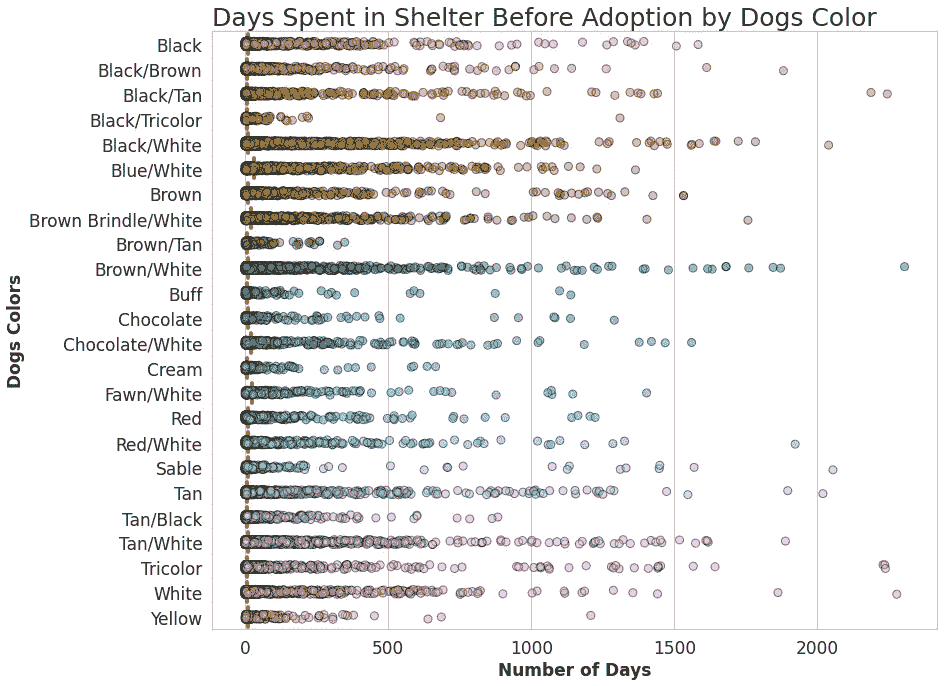 Days Spent in Shelter Before Adoption by Dogs Color
Black
Black/Brown
Black/Tan
Black/Tricolor
Black/White
Blue/White
Brown
Brown Brindle/White
Brown/Tan
Brown/White
Buff
Chocolate
Chocolate/White
Cream
Fawn/White
Red
Red/White
Sable
Tan
Tan/Black
Tan/White
Tricolor
White
Yellow
Dogs Colors
0 500 1000 1500 2000
Number of Days